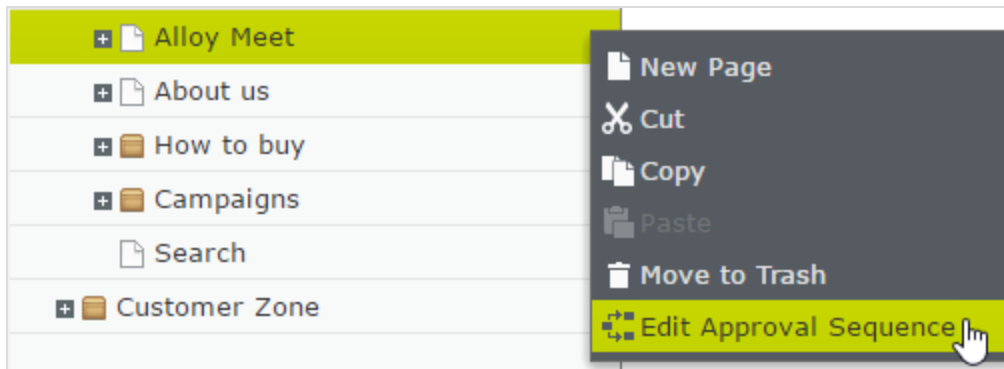 Alloy Meet
About us
How to buy
Campaigns
Search
Customer Zone
New Page
Cut
Copy
Paste
Move to Trash
Edit Approval Sequence